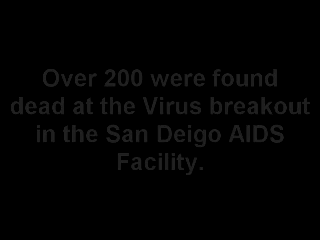 Over 200 were found
dead at the Virus breakout
in the San Deigo AIDS
Facility.